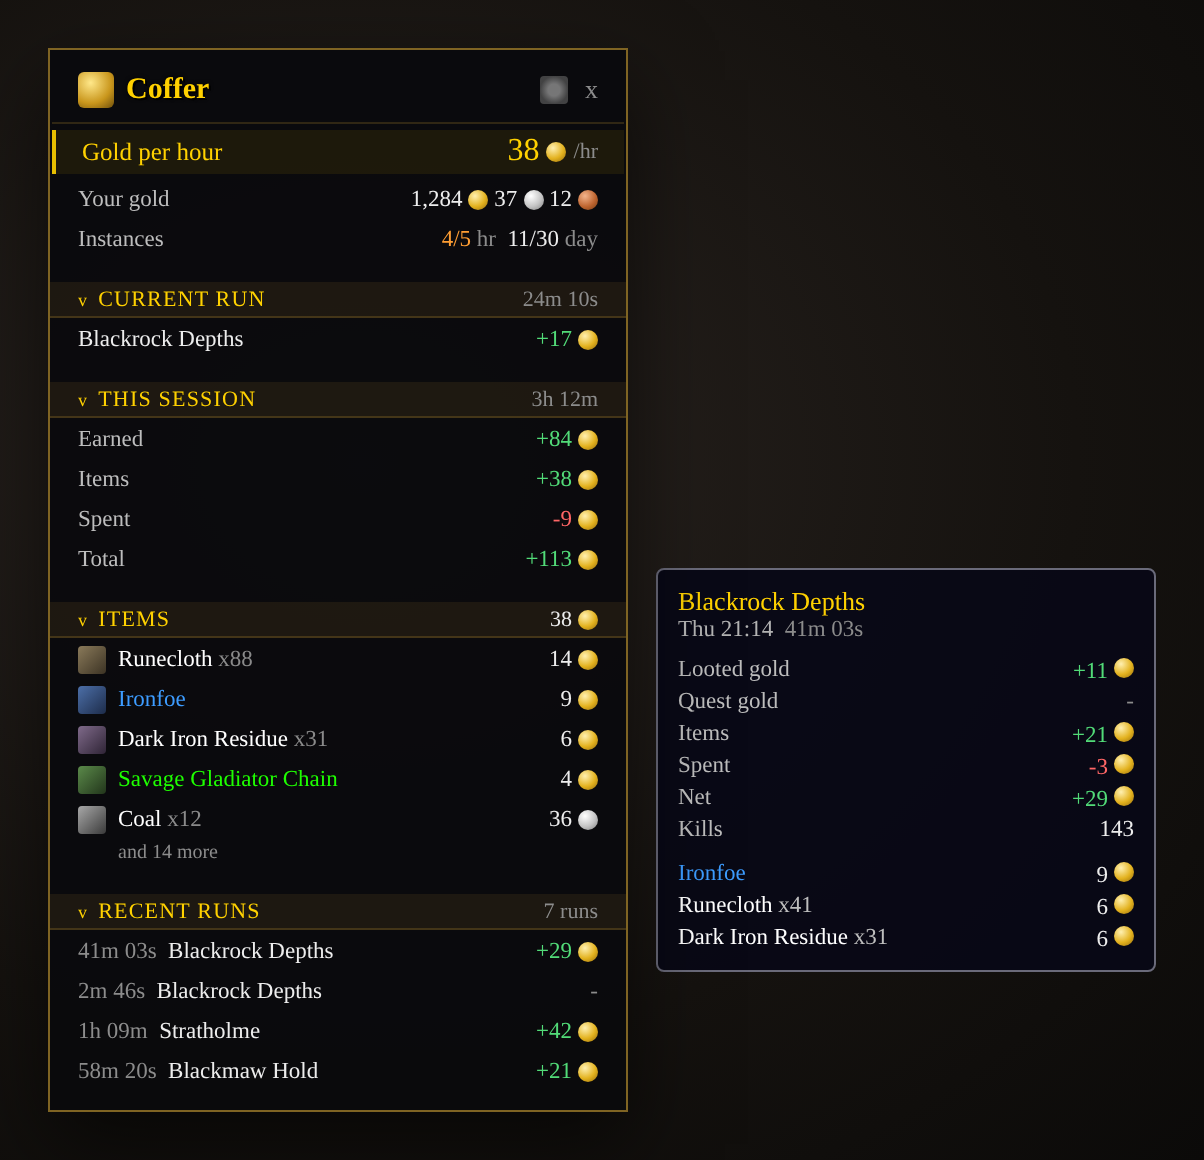 Coffer x
Gold per hour 38 /hr
Your gold 1,284 37 12
Instances 4/5 hr 11/30 day
v CURRENT RUN 24m 10s
Blackrock Depths +17
v THIS SESSION 3h 12m
Earned +84
Items +38
Spent -9
Total +113
v ITEMS 38
Runecloth x88 14
Ironfoe 9
Dark Iron Residue x31 6
Savage Gladiator Chain 4
Coal x12 36
and 14 more
v RECENT RUNS 7 runs
41m 03s Blackrock Depths +29
2m 46s Blackrock Depths -
1h 09m Stratholme +42
58m 20s Blackmaw Hold +21
Blackrock Depths
Thu 21:14 41m 03s
Looted gold +11
Quest gold -
Items +21
Spent -3
Net +29
Kills 143
Ironfoe 9
Runecloth x41 6
Dark Iron Residue x31 6